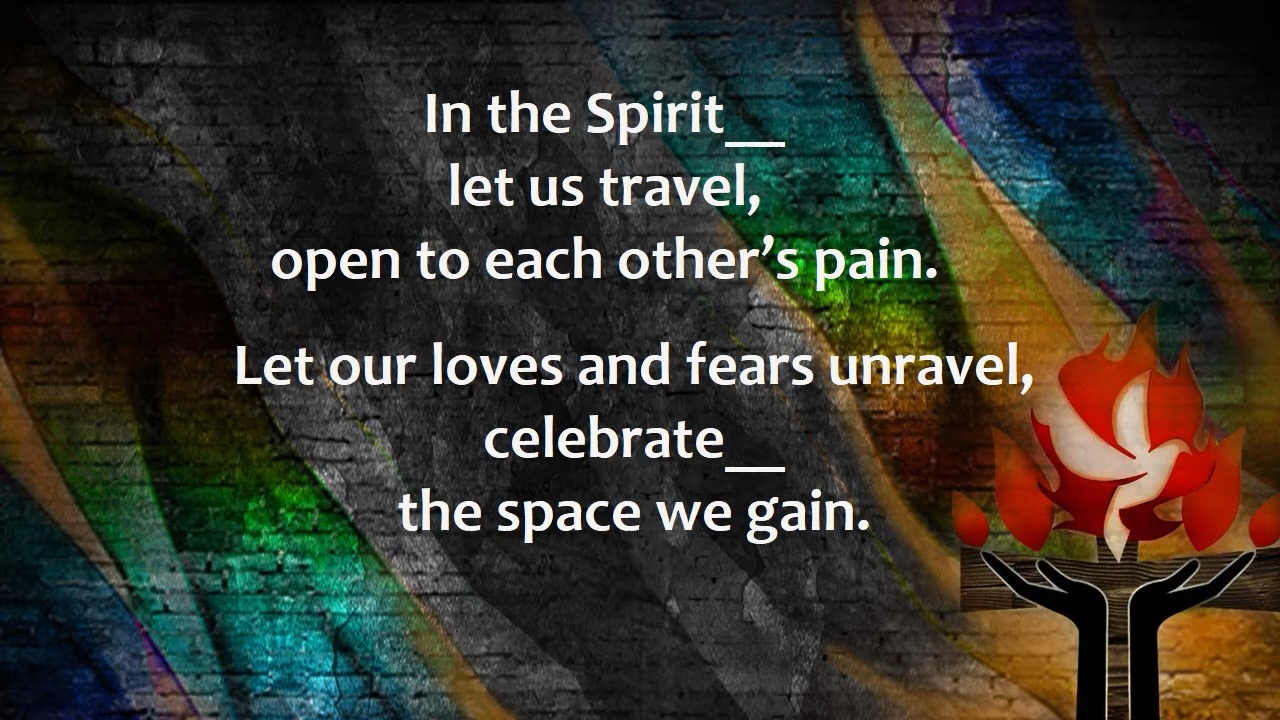 In the Spirit__
let us travel,
open to each other’s pain.
Let our loves and fears unravel,
celebrate__
the space we gain.